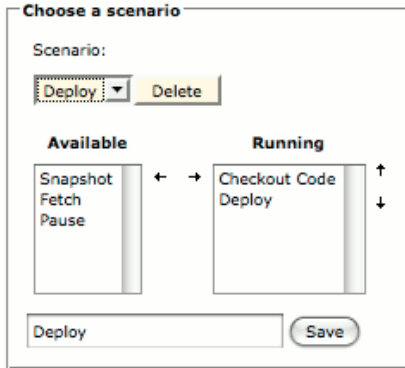 Choose a scenario
Scenario:
Deploy Delete
Available Running
Snapshot
Fetch
Pause
Checkout Code
Deploy
Deploy Save